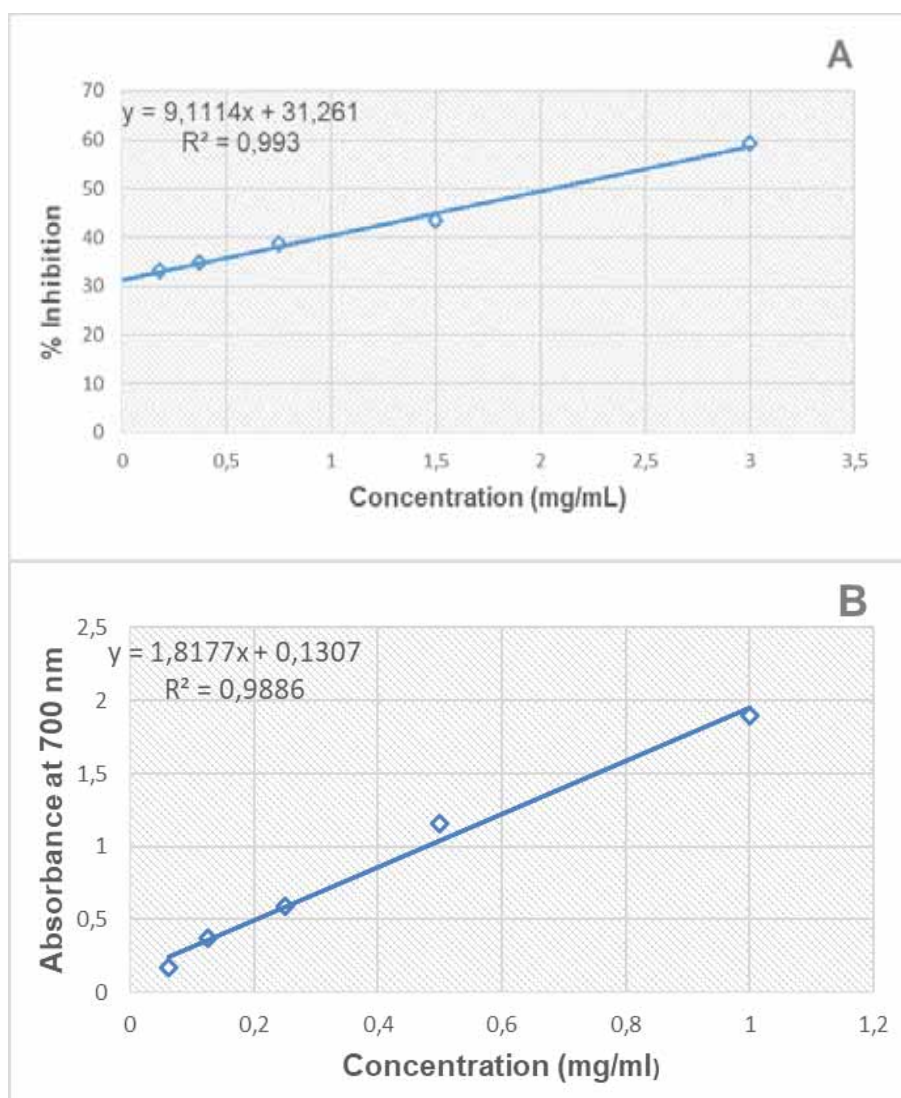 A
70
y = 9,1114x + 31,261
R² = 0,993
60
50
40
30
20
10
0
% Inhibition
0 0,5 1 1,5 2 2,5 3 3,5
Concentration (mg/mL)
B
2,5
y = 1,8177x + 0,1307
R² = 0,9886
2
1,5
1
0,5
0
Absorbance at 700 nm
0 0,2 0,4 0,6 0,8 1 1,2
Concentration (mg/ml)